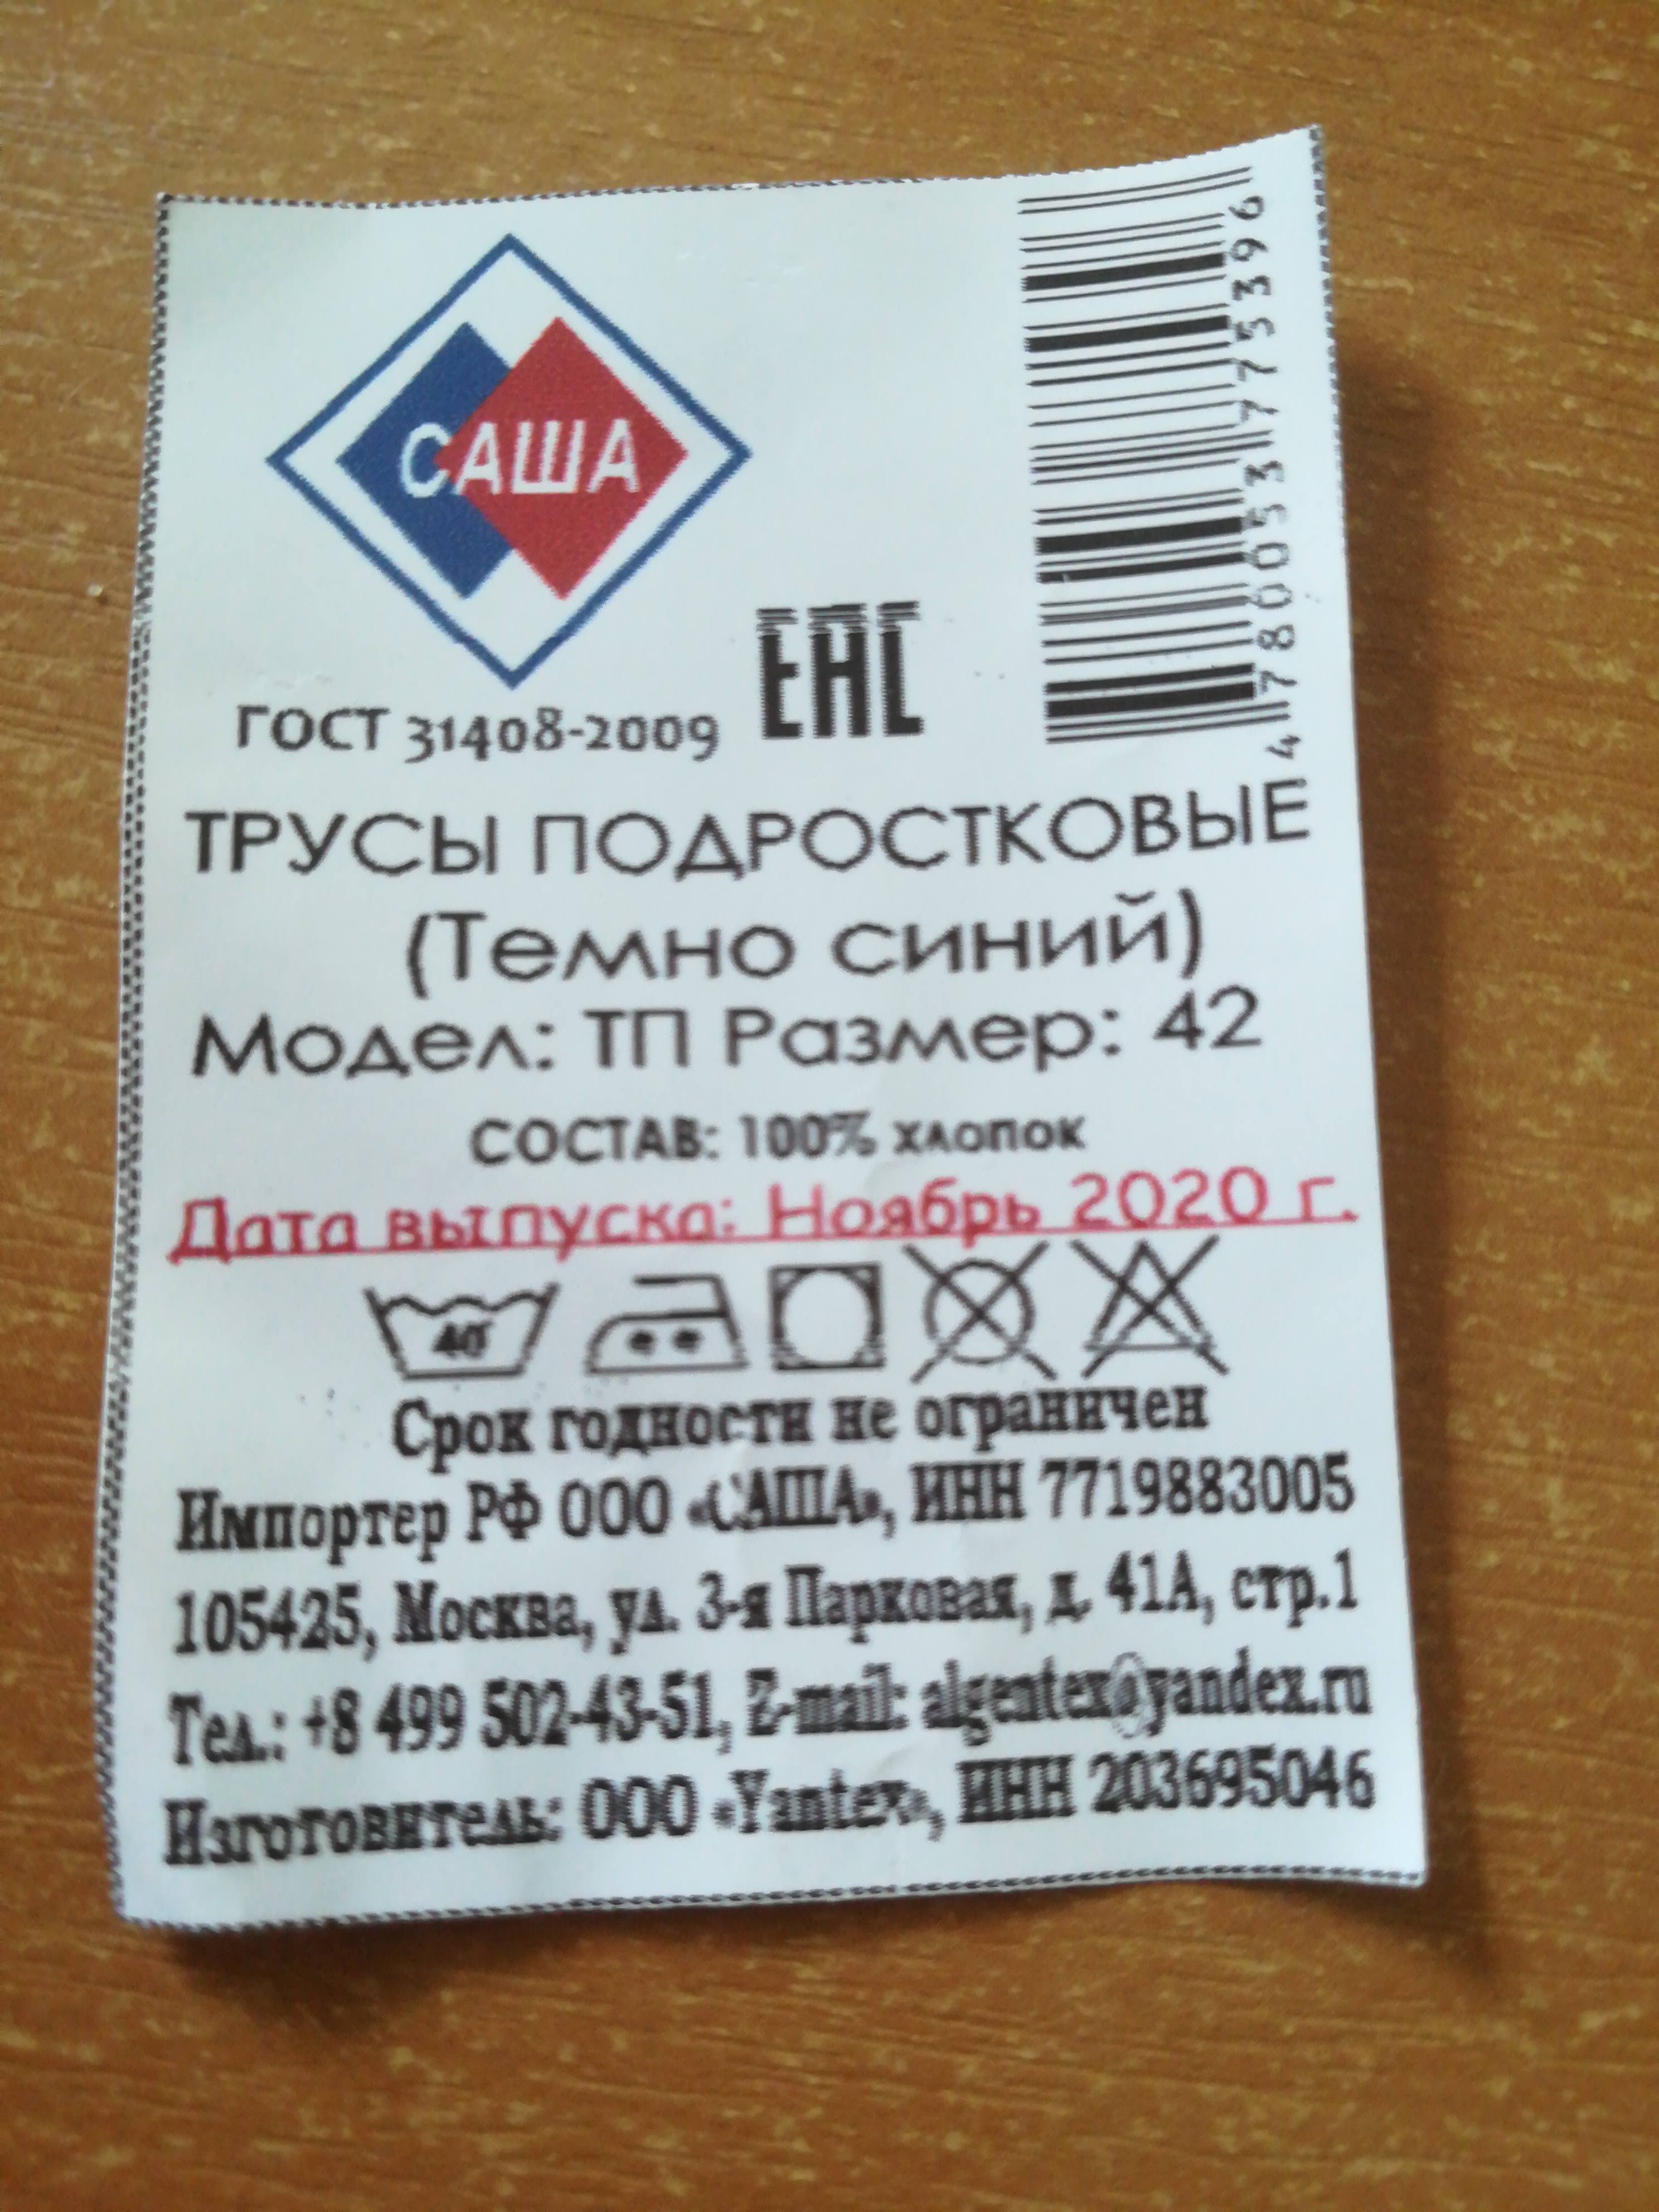 САША
4780053775396
ЕАС
ГОСТ 31408-2009
ТРУСЫ ПОДРОСТКОВЫЕ
(Темно синий)
Модел: ТП Размер: 42
СОСТАВ: 100% хлопок
Дата выпуска: Ноябрь 2020 г.
40
Срок годности не ограничен
Импортер РФ ООО «САША», ИНН 7719883005
105425, Москва, ул. 3-я Парковая, д. 41А, стр.1
Тел.: +8 499 502-43-51, E-mail: algentex@yandex.ru
Изготовитель: ООО «Yantex», ИНН 203695046